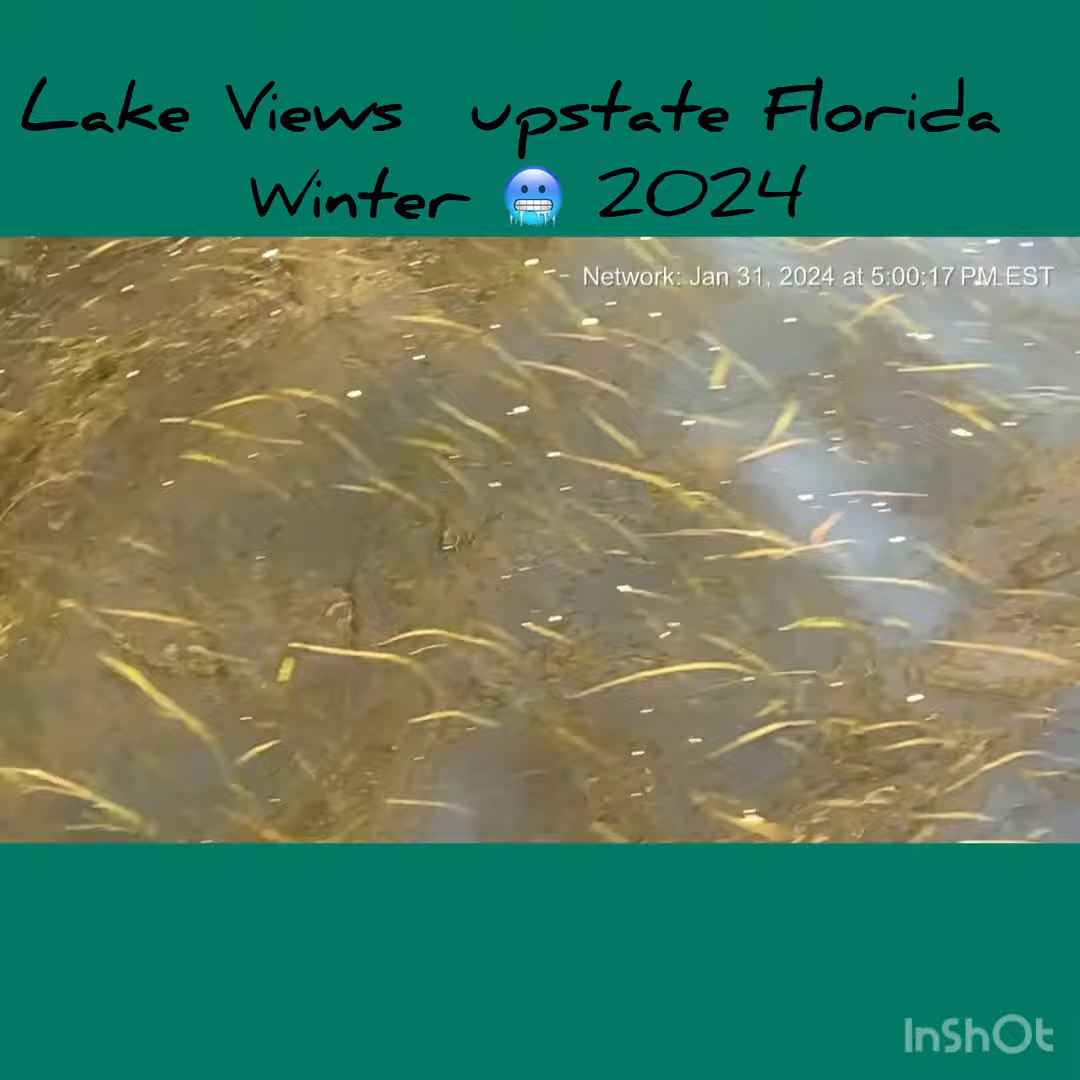 Lake Views upstate Florida
Winter 🥶 2024
Network: Jan 31, 2024 at 5:00:17 PM EST
InShOt